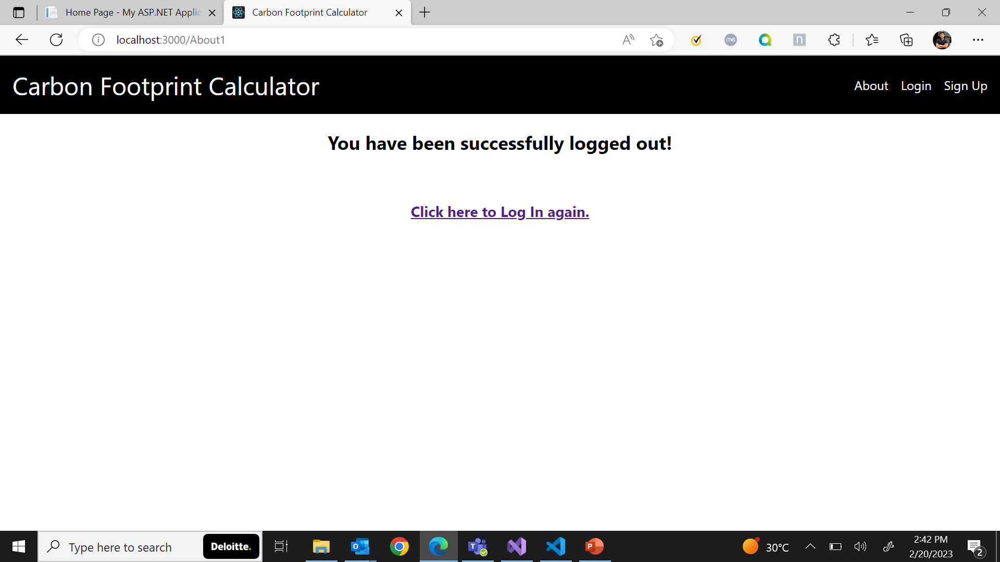 Home Page - My ASP.NET Applic
Carbon Footprint Calculator
localhost:3000/About1
me
n
Carbon Footprint Calculator
About Login Sign Up
You have been successfully logged out!
Click here to Log In again.
Type here to search
Deloitte.
30°C
2:42 PM
2/20/2023
2